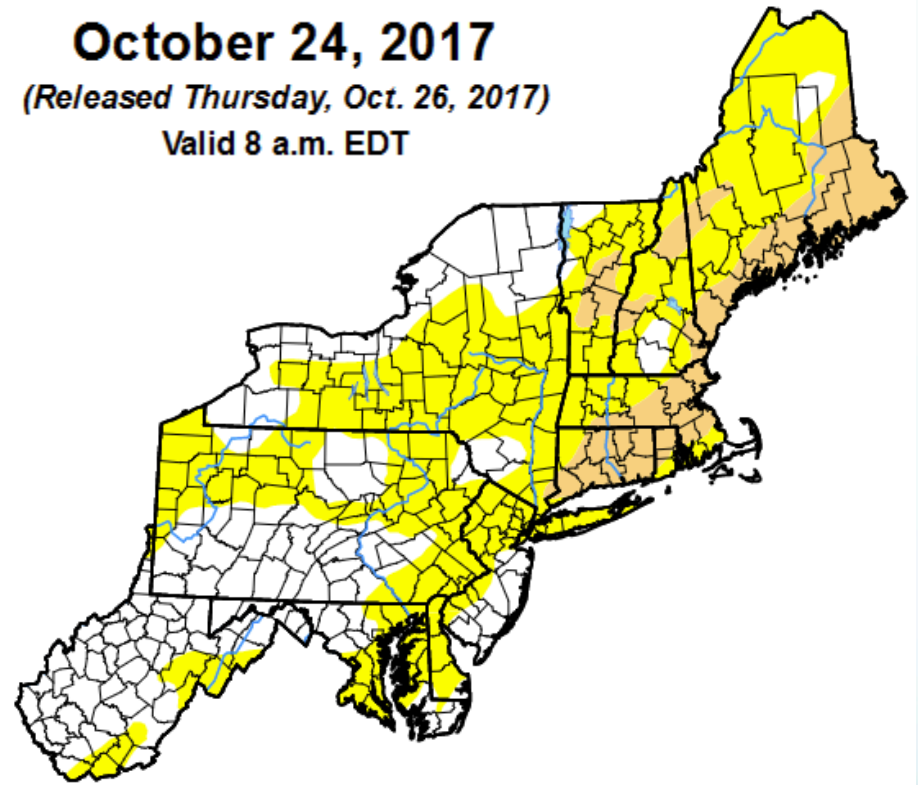 October 24, 2017
(Released Thursday, Oct. 26, 2017)
Valid 8 a.m. EDT